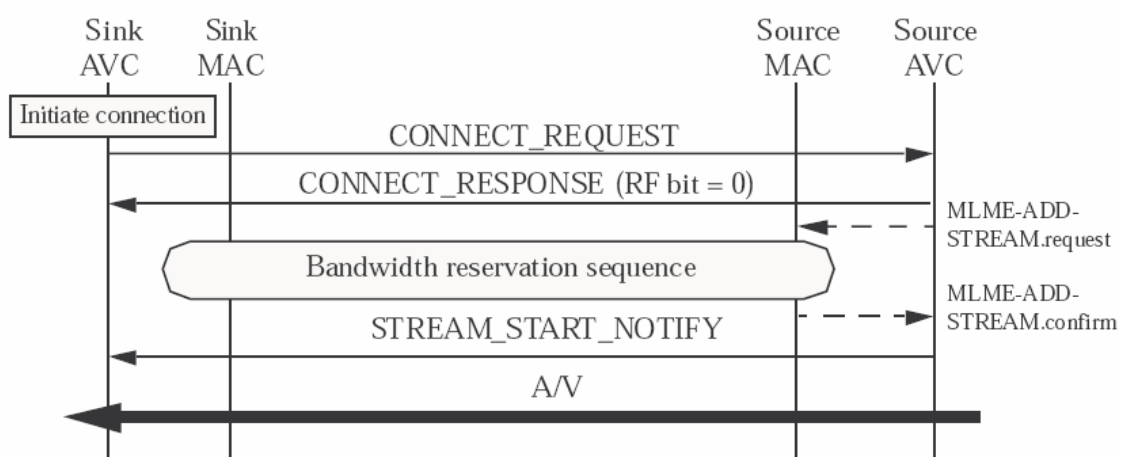 Sink
AVC
Sink
MAC
Source
MAC
Source
AVC
Initiate connection
CONNECT_REQUEST
CONNECT_RESPONSE (RF bit = 0)
MLME-ADD-
STREAM.request
Bandwidth reservation sequence
MLME-ADD-
STREAM.confirm
STREAM_START_NOTIFY
A/V